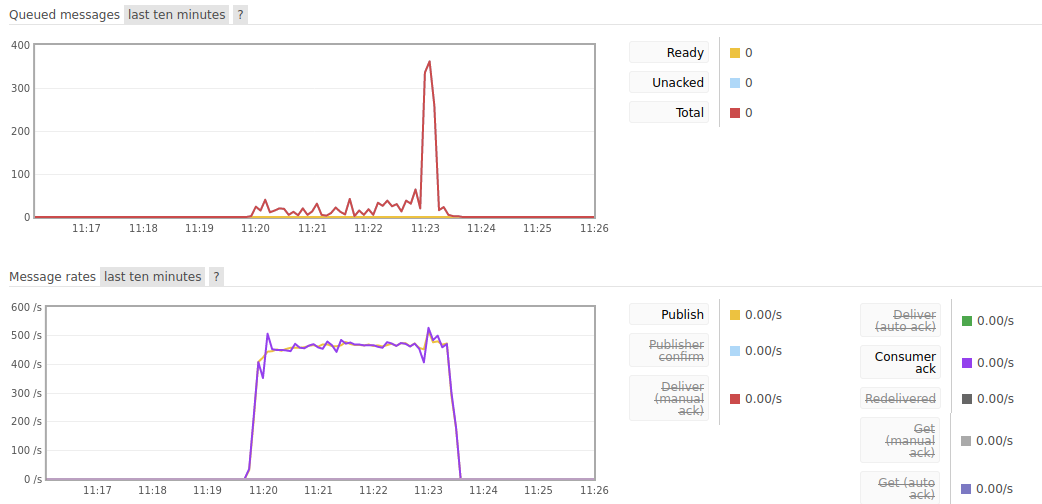 Queued messages last ten minutes ?
400
300
200
100
0
11:17 11:18 11:19 11:20 11:21 11:22 11:23 11:24 11:25 11:26
Ready 0
Unacked 0
Total 0
Message rates last ten minutes ?
600 /s
500 /s
400 /s
300 /s
200 /s
100 /s
0 /s
11:17 11:18 11:19 11:20 11:21 11:22 11:23 11:24 11:25 11:26
Publish 0.00/s
Publisher
confirm
0.00/s
Deliver
(manual
ack)
0.00/s
Deliver
(auto ack)
0.00/s
Consumer
ack
0.00/s
Redelivered 0.00/s
Get
(manual
ack)
0.00/s
Get (auto
ack)
0.00/s